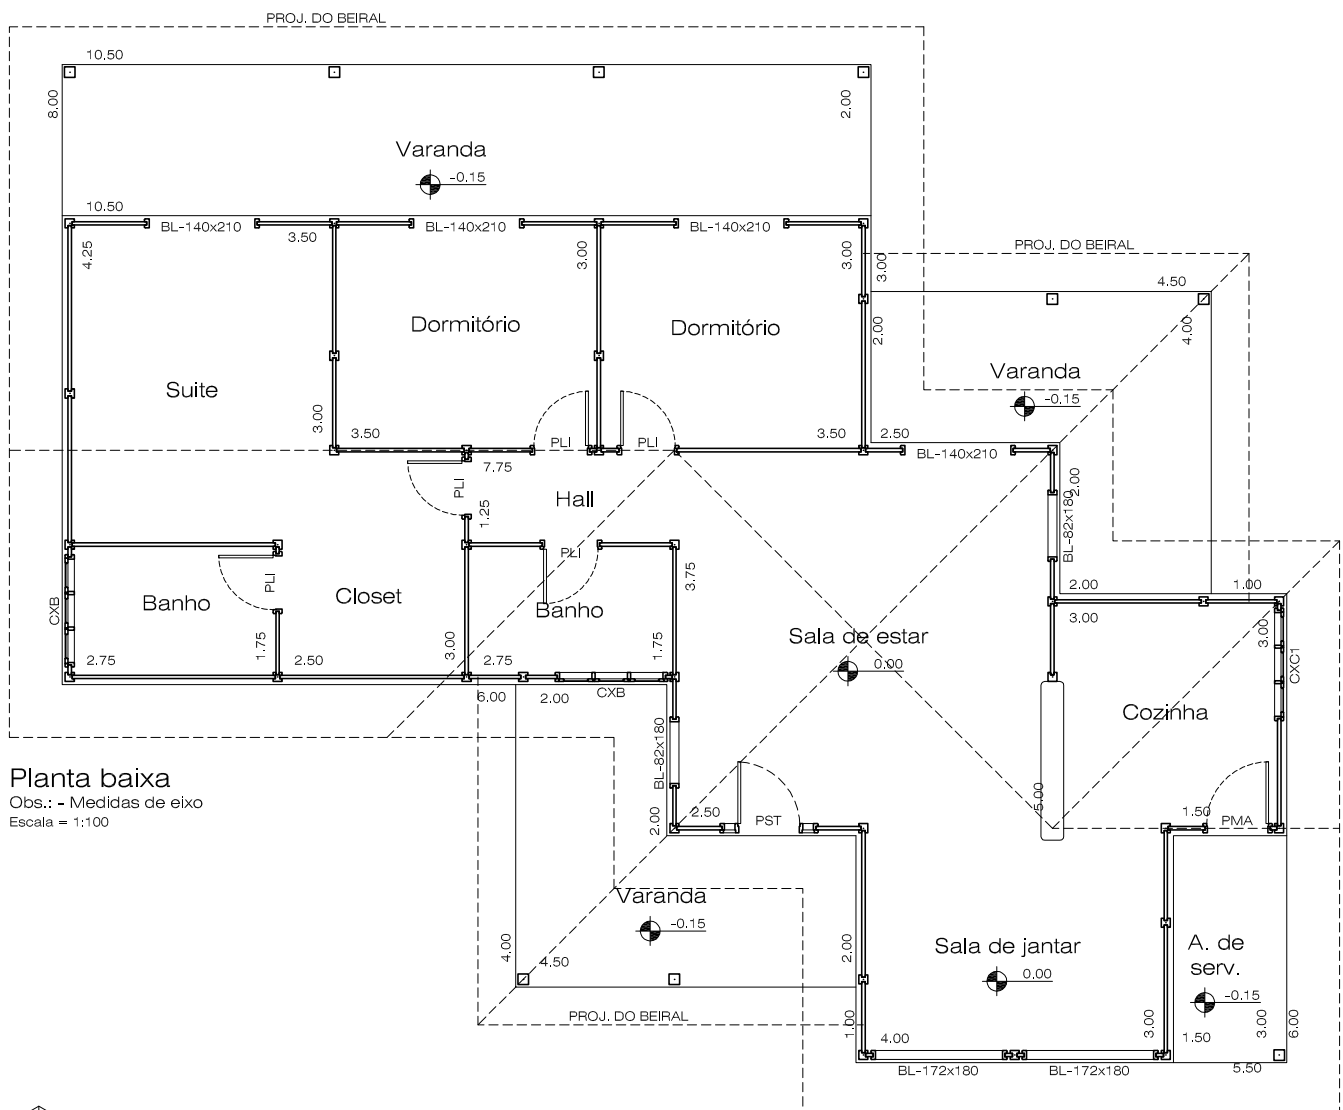 PROJ. DO BEIRAL
10.50
8.00
2.00
Varanda
-0.15
10.50
BL-140x210
BL-140x210
BL-140x210
3.50
4.25
3.00
3.00
3.00
PROJ. DO BEIRAL
4.50
2.00
4.00
Dormitório
Dormitório
Varanda
-0.15
Suite
3.00
3.50
PLI
PLI
3.50
2.50
BL-140x210
7.75
PLI
Hall
1.25
2.00
BL-82x180
PLI
3.75
2.00
1.00
CXB
Banho
PLI
Closet
Banho
3.00
3.00
CXC1
1.75
3.00
1.75
Sala de estar
0.00
2.75
2.50
2.75
6.00
2.00
CXB
Cozinha
BL-82x180
Planta baixa
Obs.: - Medidas de eixo
Escala = 1:100
2.00
2.50
PST
5.00
1.50
PMA
Varanda
-0.15
4.00
4.50
2.00
Sala de jantar
0.00
A. de
serv.
-0.15
PROJ. DO BEIRAL
1.00
4.00
3.00
1.50
3.00
6.00
BL-172x180
BL-172x180
5.50